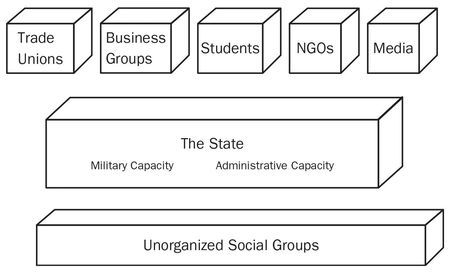 Trade
Unions
Business
Groups
Students
NGOs
Media
The State
Military Capacity
Administrative Capacity
Unorganized Social Groups